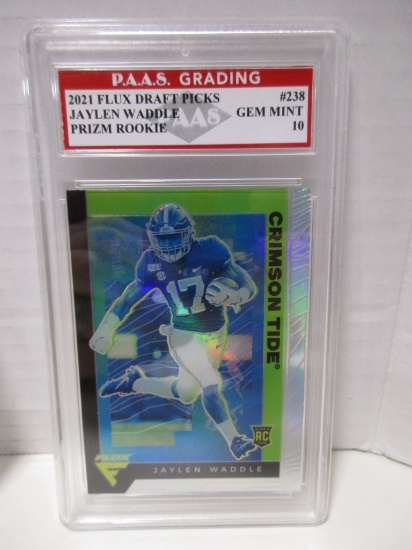 P.A.A.S. GRADING
2021 FLUX DRAFT PICKS #238
JAYLEN WADDLE GEM MINT
PRIZM ROOKIE 10
PAAS
CRIMSON TIDE®
17
RC
FLUX
JAYLEN WADDLE